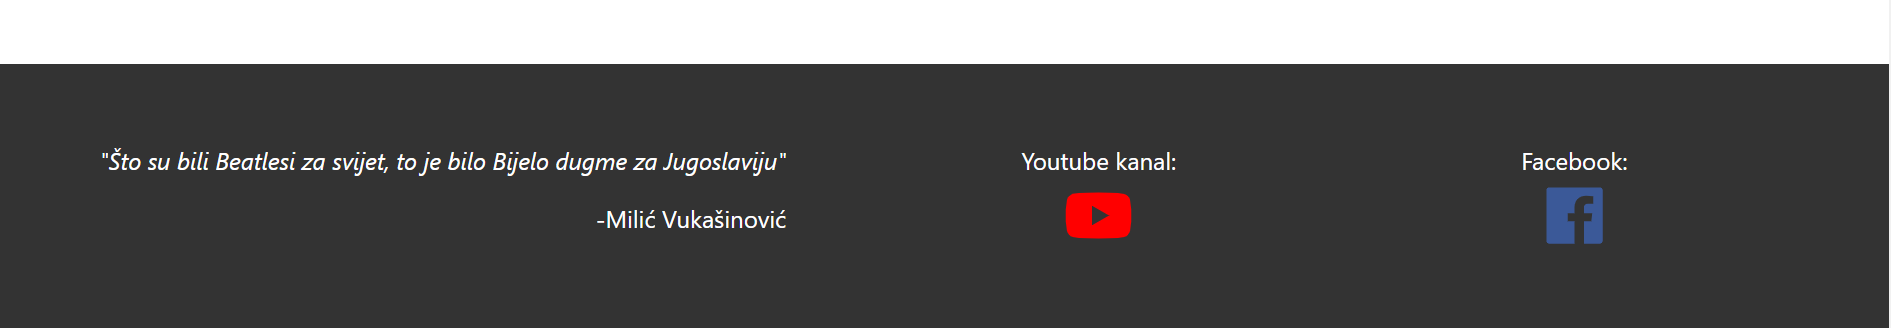 "Što su bili Beatlesi za svijet, to je bilo Bijelo dugme za Jugoslaviju"
-Milić Vukašinović
Youtube kanal:
Facebook: